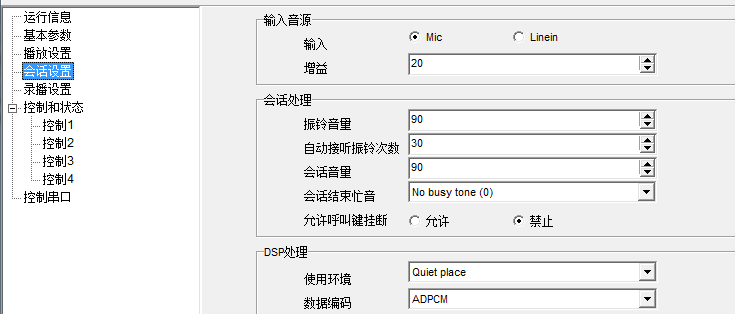 运行信息
基本参数
播放设置
会话设置
录播设置
控制和状态
控制1
控制2
控制3
控制4
控制串口
输入音源
输入 Mic Linein
增益 20
会话处理
振铃音量 90
自动接听振铃次数 30
会话音量 90
会话结束忙音 No busy tone (0)
允许呼叫键挂断 允许 禁止
DSP处理
使用环境 Quiet place
数据编码 ADPCM